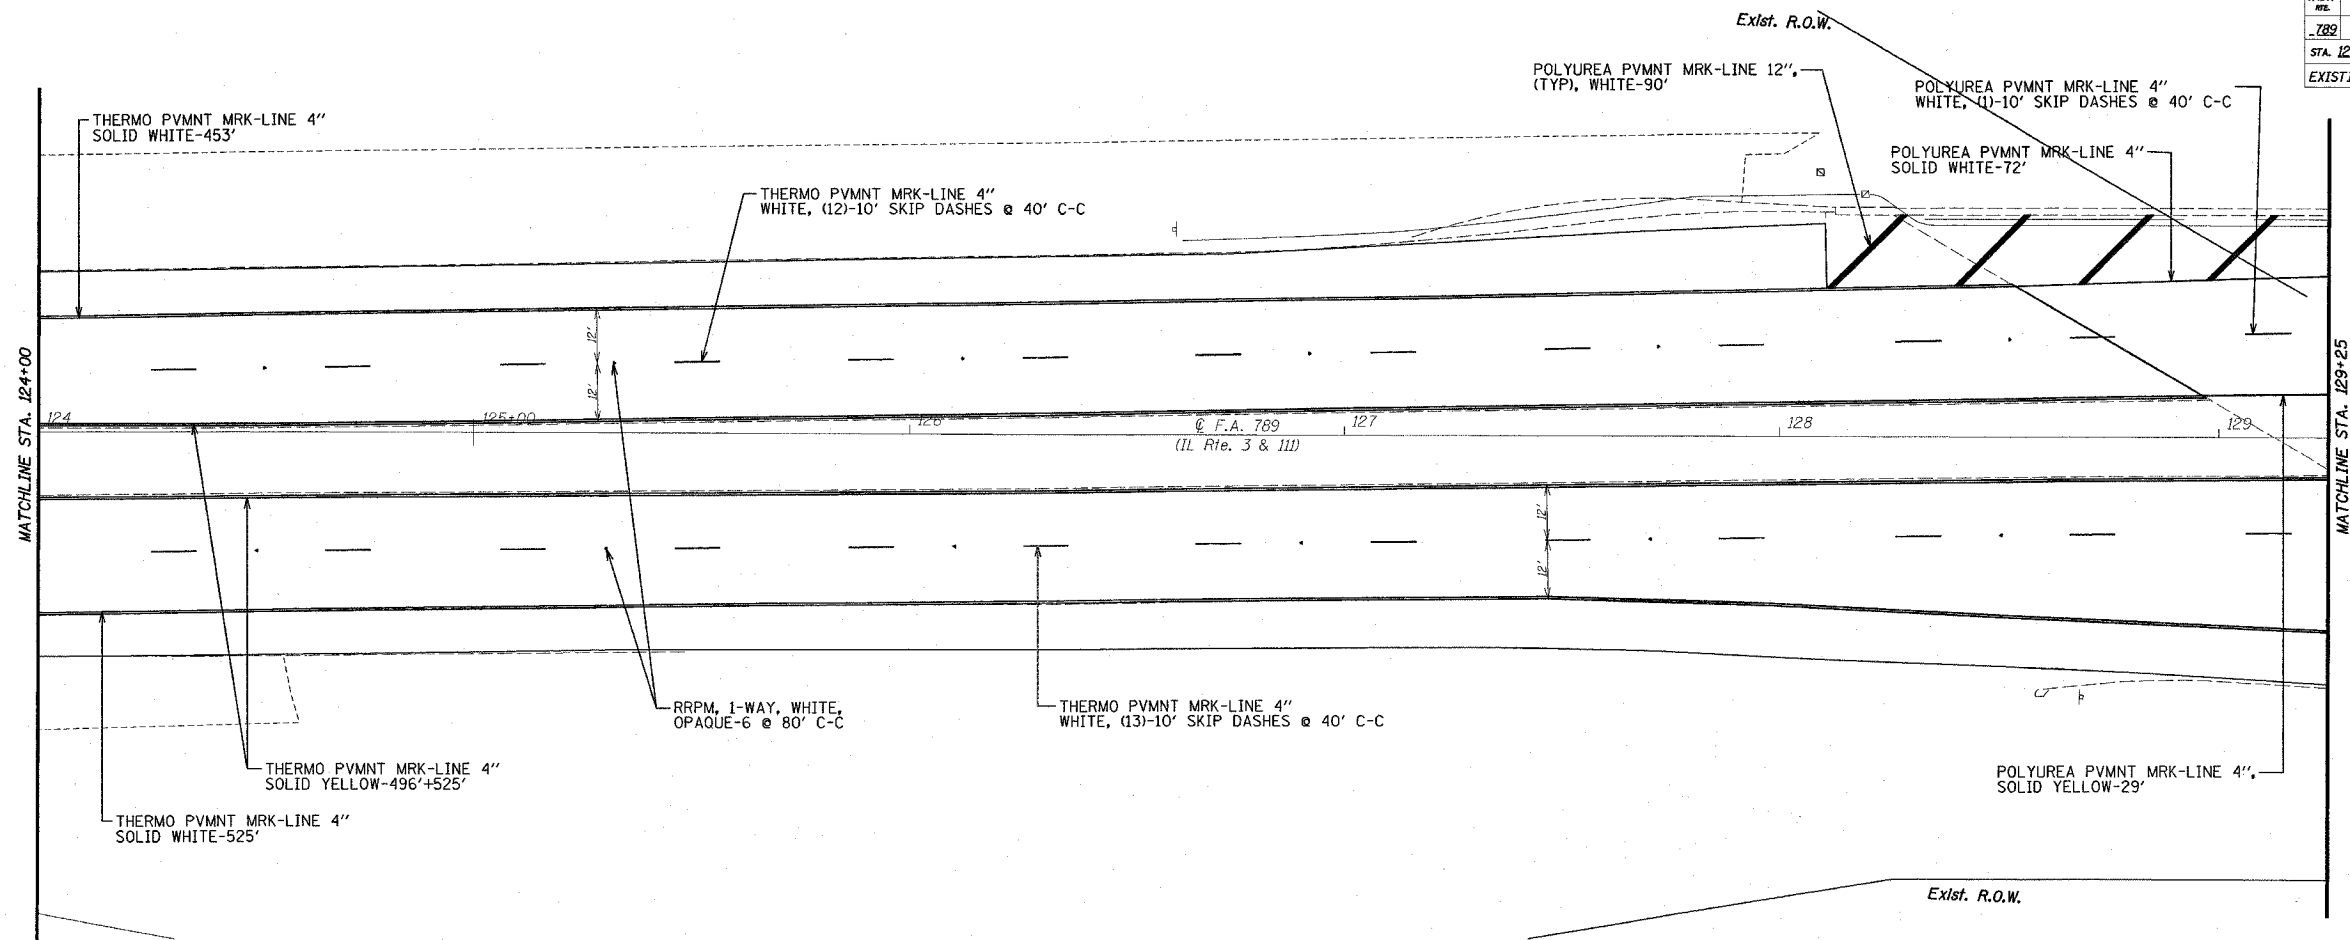 Exist. R.O.W.
RTE.
789
STA. 12
EXIST
POLYUREA PVMNT MRK-LINE 12",
(TYP), WHITE-90'
POLYUREA PVMNT MRK-LINE 4"
WHITE, (1)-10' SKIP DASHES @ 40' C-C
THERMO PVMNT MRK-LINE 4"
SOLID WHITE-453'
POLYUREA PVMNT MRK-LINE 4"
SOLID WHITE-72'
THERMO PVMNT MRK-LINE 4"
WHITE, (12)-10' SKIP DASHES @ 40' C-C
12'
12'
MATCHLINE STA. 124+00
MATCHLINE STA. 129+25
124
125+00
126
127
128
129
℄ F.A. 789
(IL Rte. 3 & 111)
12'
12'
RRPM, 1-WAY, WHITE,
OPAQUE-6 @ 80' C-C
THERMO PVMNT MRK-LINE 4"
WHITE, (13)-10' SKIP DASHES @ 40' C-C
THERMO PVMNT MRK-LINE 4"
SOLID YELLOW-496'+525'
POLYUREA PVMNT MRK-LINE 4",
SOLID YELLOW-29'
THERMO PVMNT MRK-LINE 4"
SOLID WHITE-525'
Exist. R.O.W.